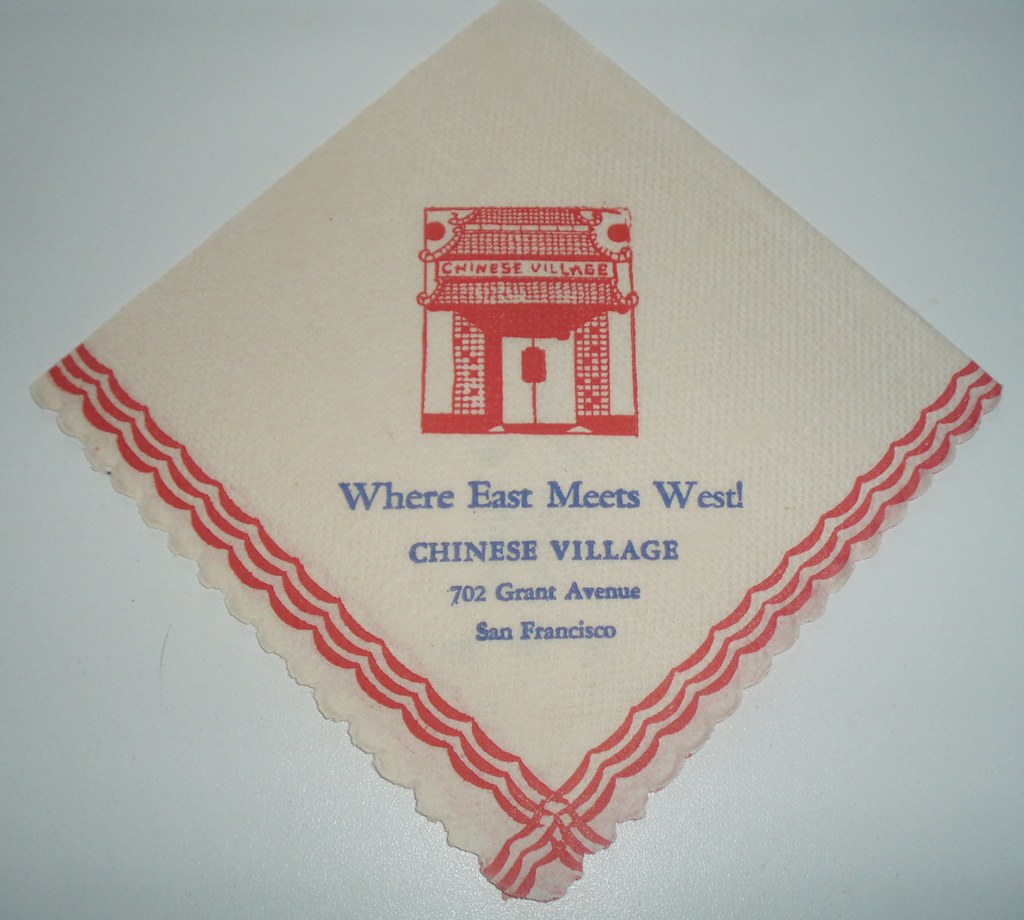 CHINESE VILLAGE
Where East Meets West!
CHINESE VILLAGE
702 Grant Avenue
San Francisco